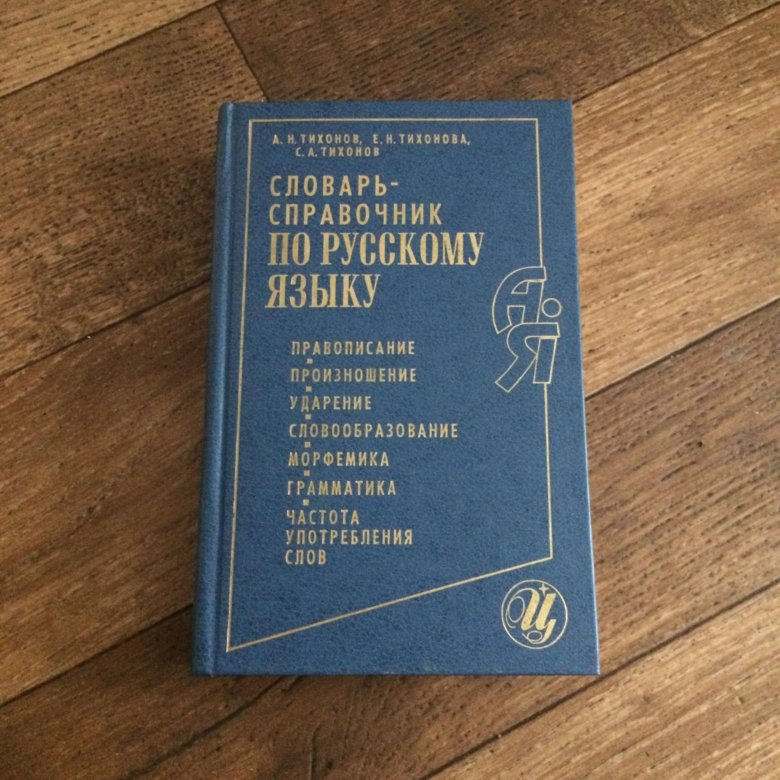 А.Н.ТИХОНОВ, Е.Н.ТИХОНОВА,
С.А.ТИХОНОВ
СЛОВАРЬ-
СПРАВОЧНИК
ПО РУССКОМУ
ЯЗЫКУ
А·Я
ПРАВОПИСАНИЕ
ПРОИЗНОШЕНИЕ
УДАРЕНИЕ
СЛОВООБРАЗОВАНИЕ
МОРФЕМИКА
ГРАММАТИКА
ЧАСТОТА
УПОТРЕБЛЕНИЯ
СЛОВ
Ц